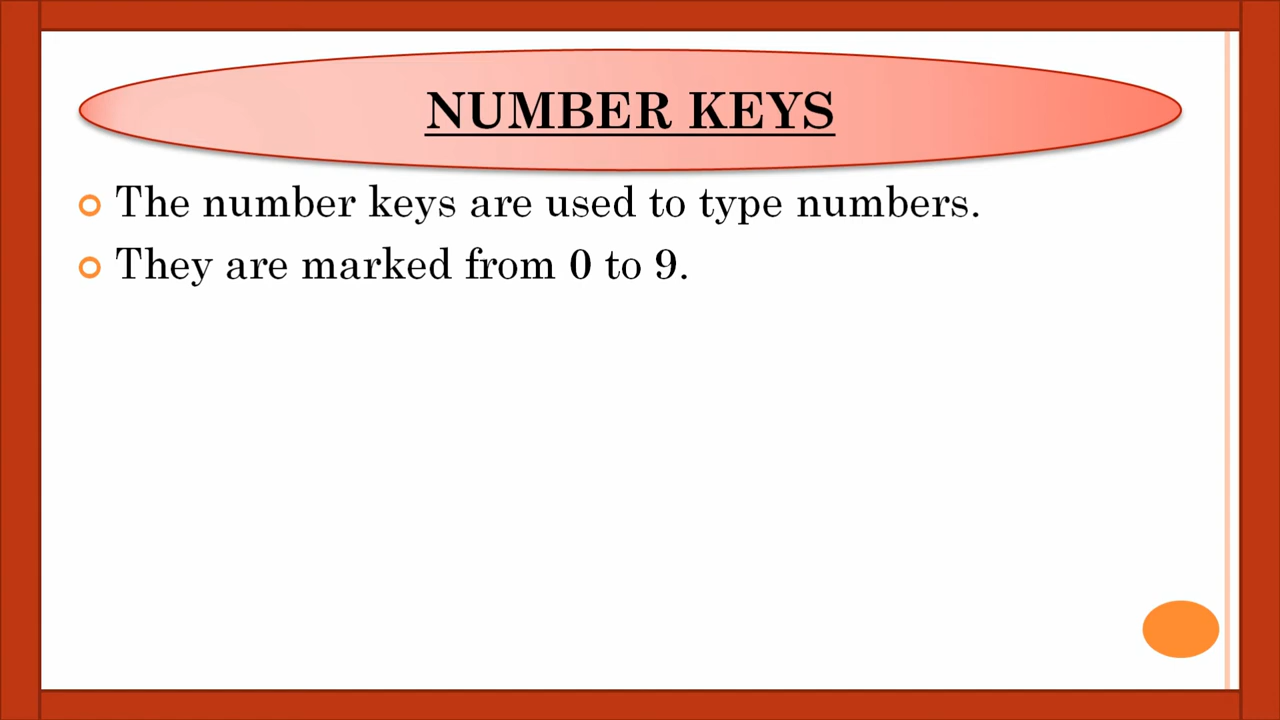 NUMBER KEYS
The number keys are used to type numbers.
They are marked from 0 to 9.